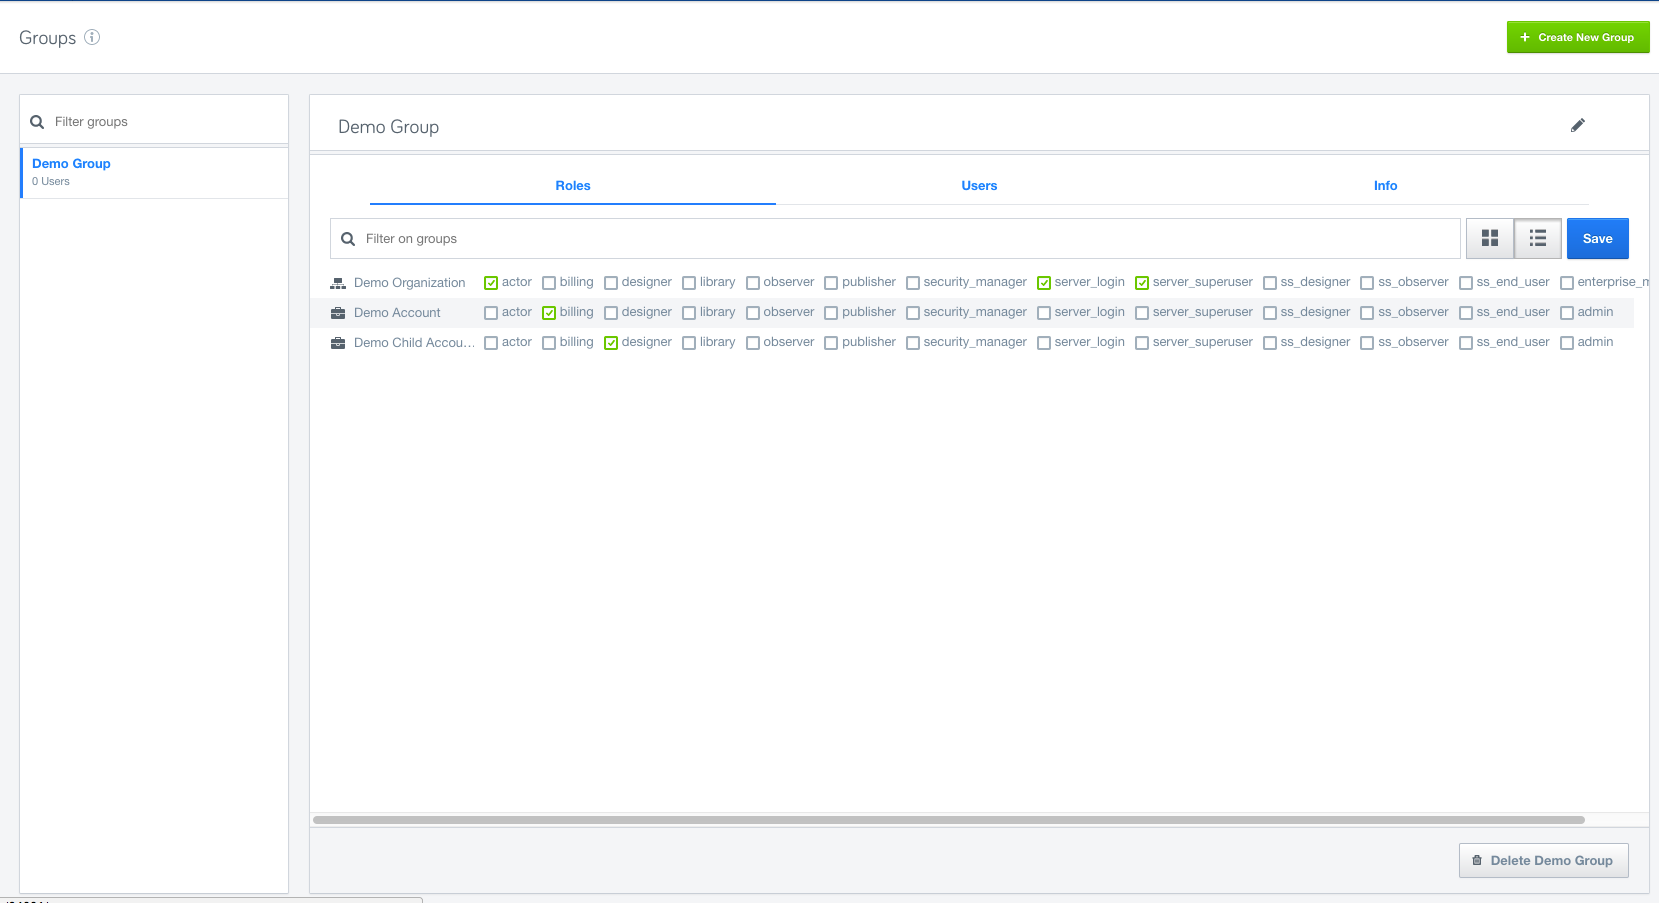 Groups
+ Create New Group
Filter groups
Demo Group
0 Users
Demo Group
Roles Users Info
Filter on groups Save
Demo Organization actor billing designer library observer publisher security_manager server_login server_superuser ss_designer ss_observer ss_end_user
Demo Account actor billing designer library observer publisher security_manager server_login server_superuser ss_designer ss_observer ss_end_user admin
Demo Child Accou... actor billing designer library observer publisher security_manager server_login server_superuser ss_designer ss_observer ss_end_user admin
Delete Demo Group